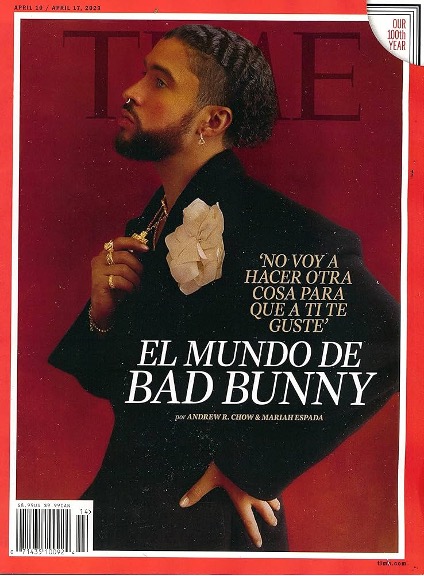 APRIL 10 / APRIL 17, 2023
OUR
100th
YEAR
TIME
'NO VOY A
HACER OTRA
COSA PARA
QUE A TI TE
GUSTE'
EL MUNDO DE
BAD BUNNY
por ANDREW R. CHOW & MARIAH ESPADA
14
time.com